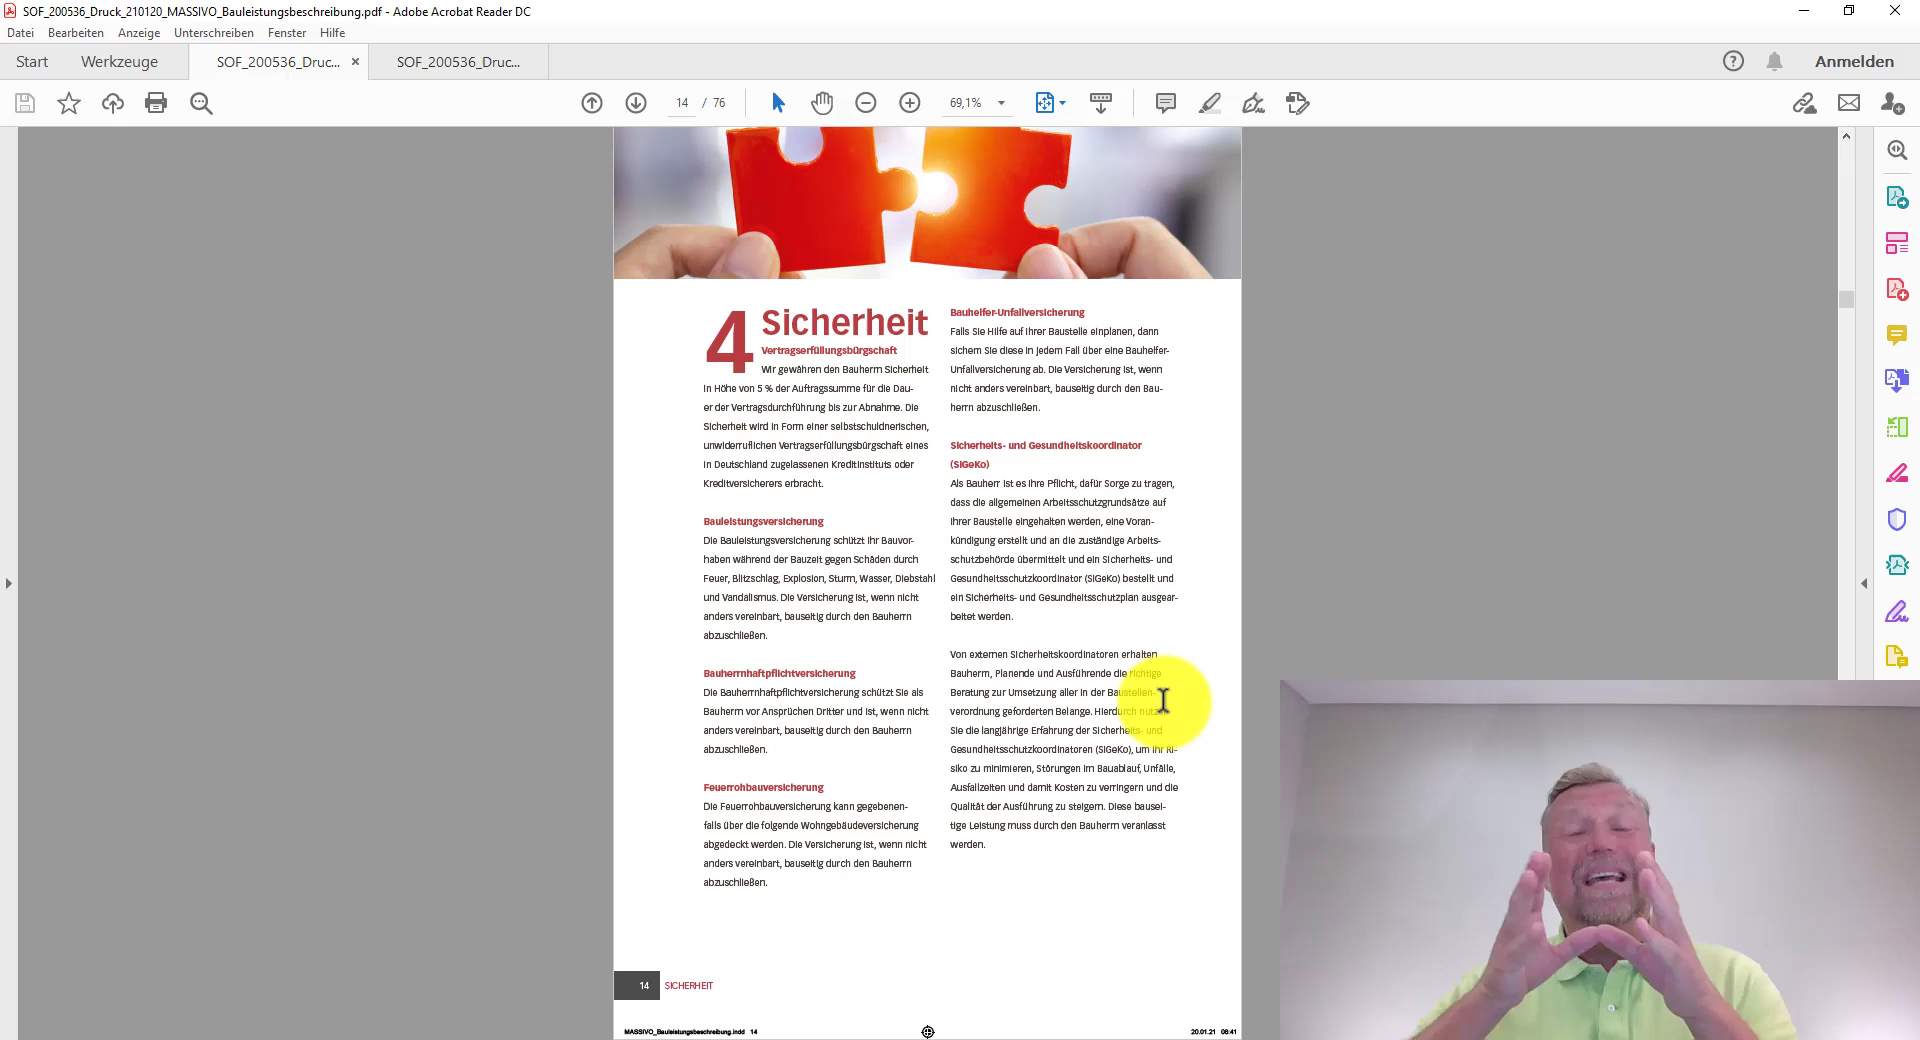 SOF_200536_Druck_210120_MASSIVO_Bauleistungsbeschreibung.pdf - Adobe Acrobat Reader DC
Datei Bearbeiten Anzeige Unterschreiben Fenster Hilfe
Start Werkzeuge SOF_200536_Druc... × SOF_200536_Druc... Anmelden
14 / 76 69,1%
4 Sicherheit
Vertragserfüllungsbürgschaft
Wir gewähren den Bauherrn Sicherheit
in Höhe von 5 % der Auftragssumme für die Dau-
er der Vertragsdurchführung bis zur Abnahme. Die
Sicherheit wird in Form einer selbstschuldnerischen,
unwiderruflichen Vertragserfüllungsbürgschaft eines
in Deutschland zugelassenen Kreditinstituts oder
Kreditversicherers erbracht.
Bauleistungsversicherung
Die Bauleistungsversicherung schützt Ihr Bauvor-
haben während der Bauzeit gegen Schäden durch
Feuer, Blitzschlag, Explosion, Sturm, Wasser, Diebstahl
und Vandalismus. Die Versicherung ist, wenn nicht
anders vereinbart, bauseitig durch den Bauherrn
abzuschließen.
Bauherrnhaftpflichtversicherung
Die Bauherrnhaftpflichtversicherung schützt Sie als
Bauherrn vor Ansprüchen Dritter und ist, wenn nicht
anders vereinbart, bauseitig durch den Bauherrn
abzuschließen.
Feuerrohbauversicherung
Die Feuerrohbauversicherung kann gegebenen-
falls über die folgende Wohngebäudeversicherung
abgedeckt werden. Die Versicherung ist, wenn nicht
anders vereinbart, bauseitig durch den Bauherrn
abzuschließen.
Bauhelfer-Unfallversicherung
Falls Sie Hilfe auf Ihrer Baustelle einplanen, dann
sichern Sie diese in jedem Fall über eine Bauhelfer-
Unfallversicherung ab. Die Versicherung ist, wenn
nicht anders vereinbart, bauseitig durch den Bau-
herrn abzuschließen.
Sicherheits- und Gesundheitskoordinator
(SiGeKo)
Als Bauherr ist es Ihre Pflicht, dafür Sorge zu tragen,
dass die allgemeinen Arbeitsschutzgrundsätze auf
Ihrer Baustelle eingehalten werden, eine Voran-
kündigung erstellt und an die zuständige Arbeits-
schutzbehörde übermittelt und ein Sicherheits- und
Gesundheitsschutzkoordinator (SiGeKo) bestellt und
ein Sicherheits- und Gesundheitsschutzplan ausgear-
beitet werden.
Von externen Sicherheitskoordinatoren erhalten
Bauherrn, Planende und Ausführende die richtige
Beratung zur Umsetzung aller in der Baustellen-
verordnung geforderten Belange. Hierdurch nutzen
Sie die langjährige Erfahrung der Sicherheits- und
Gesundheitsschutzkoordinatoren (SiGeKo), um Ihr Ri-
siko zu minimieren, Störungen im Bauablauf, Unfälle,
Ausfallzeiten und damit Kosten zu verringern und die
Qualität der Ausführung zu steigern. Diese bausei-
tige Leistung muss durch den Bauherrn veranlasst
werden.
14 SICHERHEIT
MASSIVO_Bauleistungsbeschreibung.indd 14 20.01.21 08:41